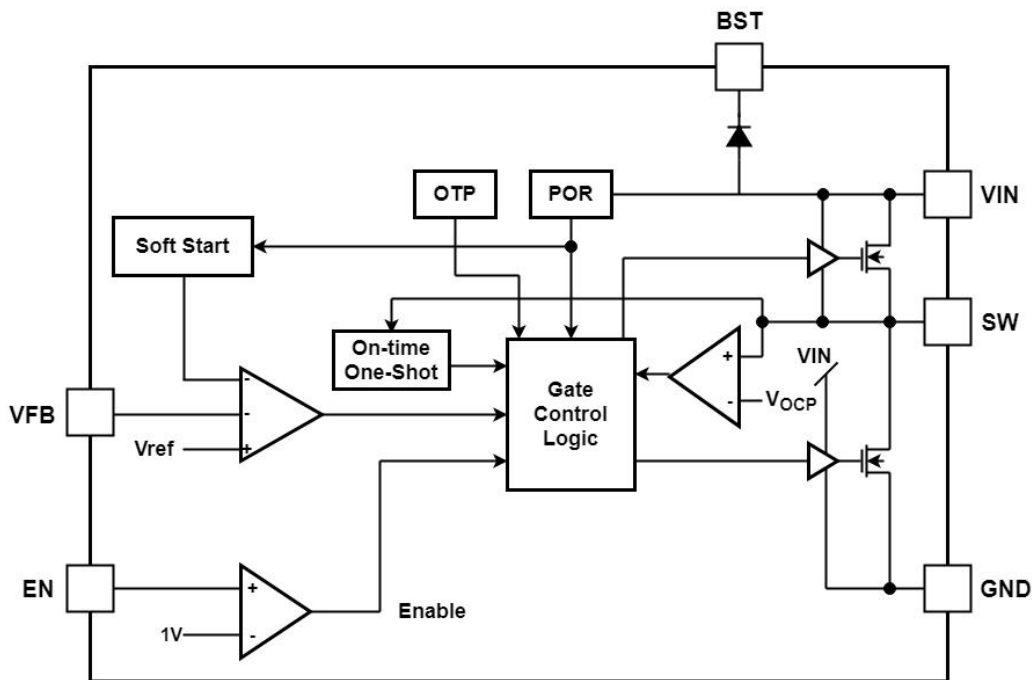 BST
OTP
POR
VIN
Soft Start
SW
On-time
One-Shot
Gate
Control
Logic
+
-
VOCP
VIN
VFB
-
-
+
Vref
EN
+
-
1V
Enable
GND